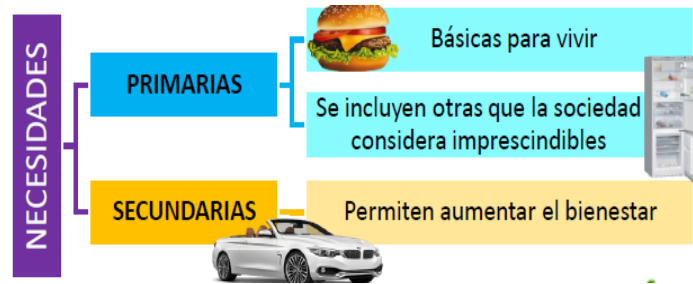 NECESIDADES
PRIMARIAS
Básicas para vivir
Se incluyen otras que la sociedad
considera imprescindibles
SECUNDARIAS
Permiten aumentar el bienestar